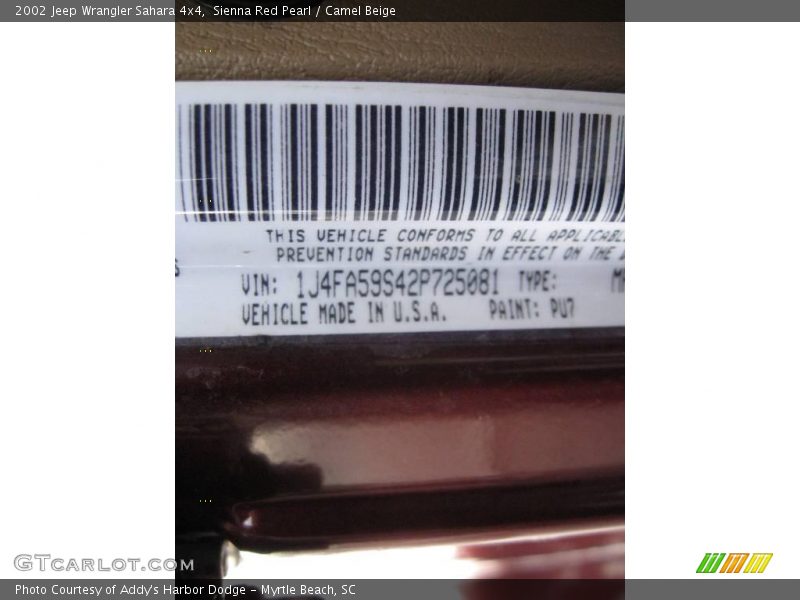 2002 Jeep Wrangler Sahara 4x4,  Sienna Red Pearl / Camel Beige
THIS VEHICLE CONFORMS TO ALL APPLICABL
PREVENTION STANDARDS IN EFFECT ON THE
VIN: 1J4FA59S42P725081 TYPE:
VEHICLE MADE IN U.S.A. PAINT: PU7
GTCARLOT.COM
Photo Courtesy of Addy's Harbor Dodge - Myrtle Beach, SC